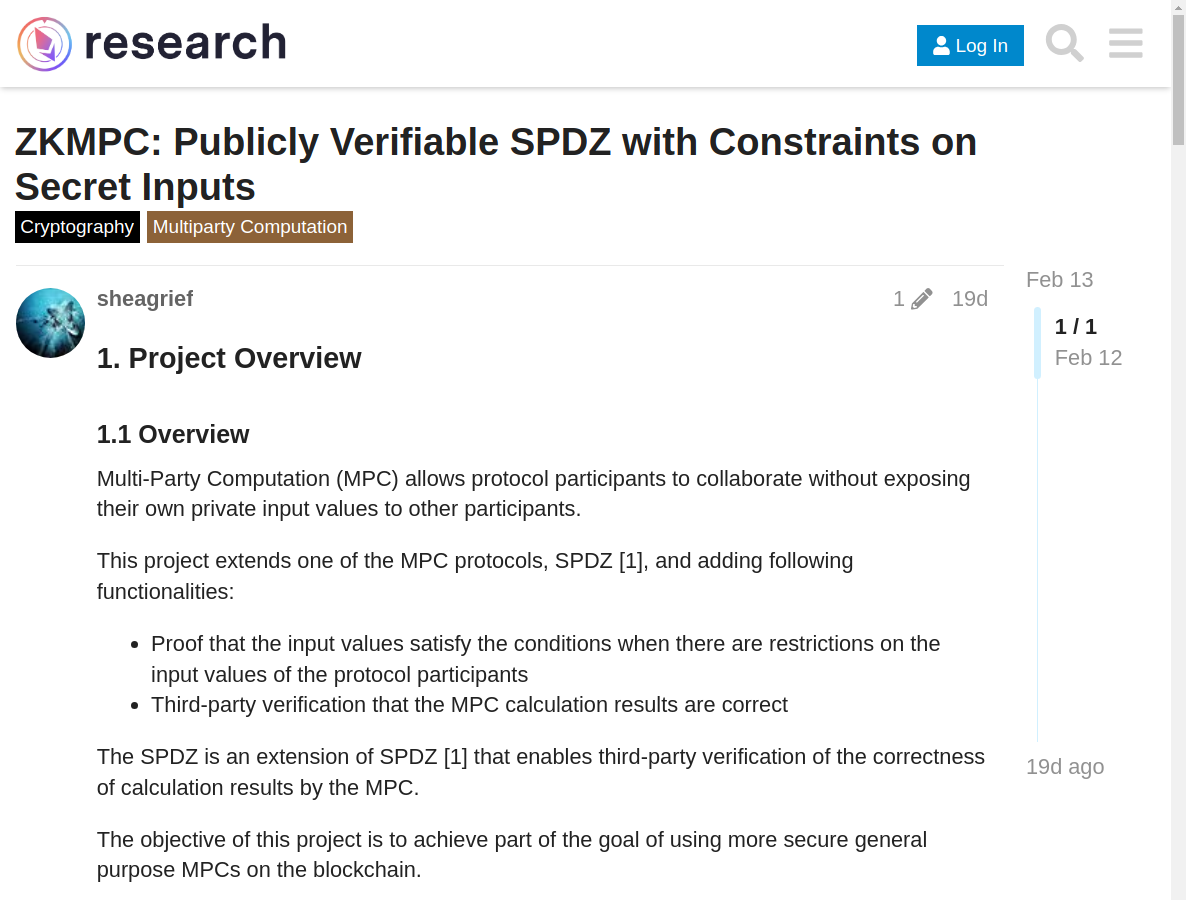 research
Log In
ZKMPC: Publicly Verifiable SPDZ with Constraints on
Secret Inputs
Cryptography Multiparty Computation
Feb 13
sheagrief 1 19d
1 / 1
Feb 12
1. Project Overview
1.1 Overview
Multi-Party Computation (MPC) allows protocol participants to collaborate without exposing
their own private input values to other participants.
This project extends one of the MPC protocols, SPDZ [1], and adding following
functionalities:
• Proof that the input values satisfy the conditions when there are restrictions on the
input values of the protocol participants
• Third-party verification that the MPC calculation results are correct
The SPDZ is an extension of SPDZ [1] that enables third-party verification of the correctness
of calculation results by the MPC.
19d ago
The objective of this project is to achieve part of the goal of using more secure general
purpose MPCs on the blockchain.